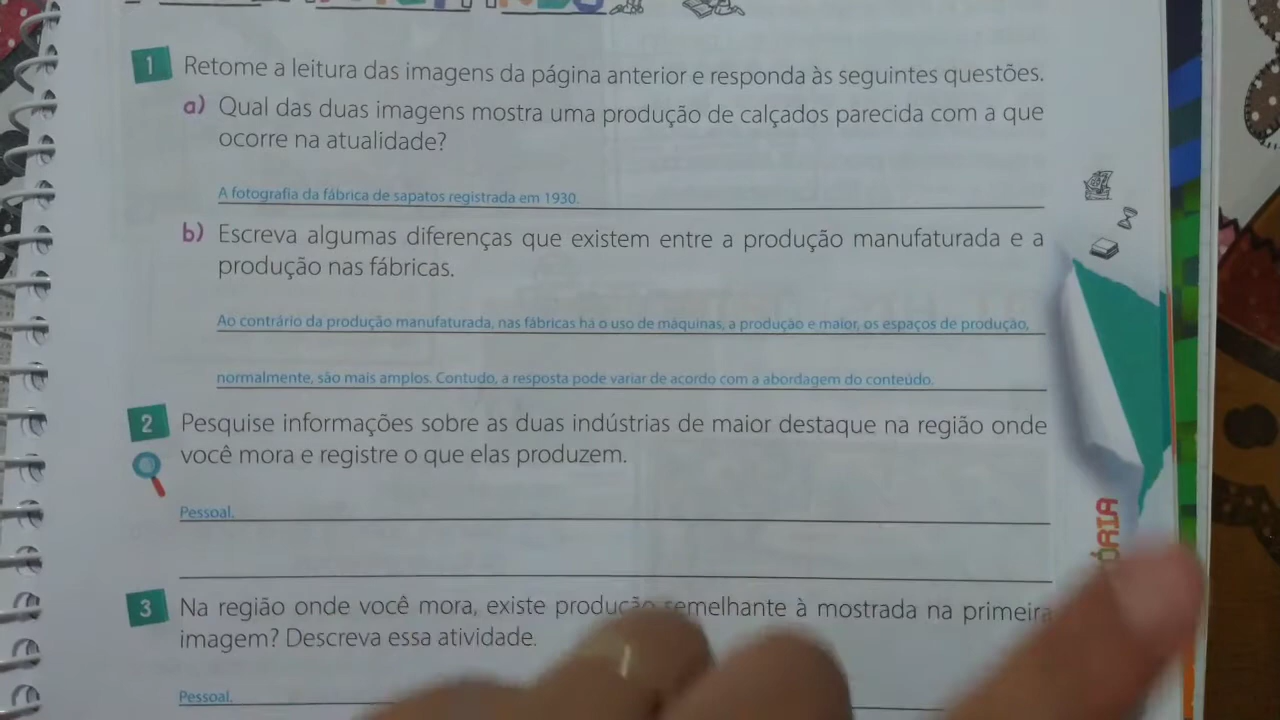 1 Retome a leitura das imagens da página anterior e responda às seguintes questões.
a) Qual das duas imagens mostra uma produção de calçados parecida com a que
ocorre na atualidade?
A fotografia da fábrica de sapatos registrada em 1930.
b) Escreva algumas diferenças que existem entre a produção manufaturada e a
produção nas fábricas.
Ao contrário da produção manufaturada, nas fábricas há o uso de máquinas, a produção é maior, os espaços de produção,
normalmente, são mais amplos. Contudo, a resposta pode variar de acordo com a abordagem do conteúdo.
2 Pesquise informações sobre as duas indústrias de maior destaque na região onde
você mora e registre o que elas produzem.
Pessoal.
3 Na região onde você mora, existe produção semelhante à mostrada na primeira
imagem? Descreva essa atividade.
Pessoal.